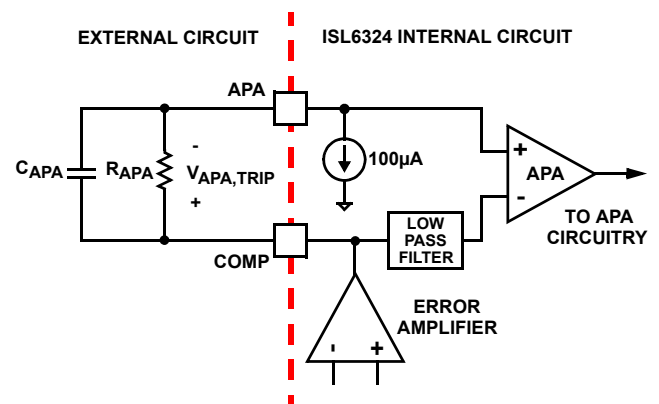 EXTERNAL CIRCUIT
ISL6324 INTERNAL CIRCUIT
APA
CAPA
RAPA
-
VAPA,TRIP
+
100µA
+
APA
-
TO APA
CIRCUITRY
LOW
PASS
FILTER
COMP
ERROR
AMPLIFIER
- +